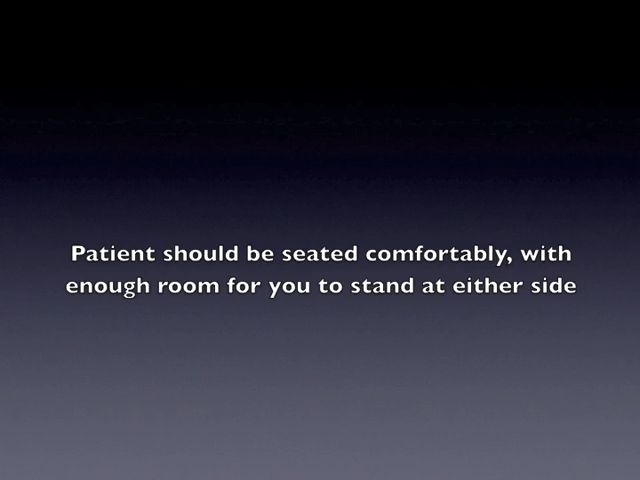 Patient should be seated comfortably, with
enough room for you to stand at either side